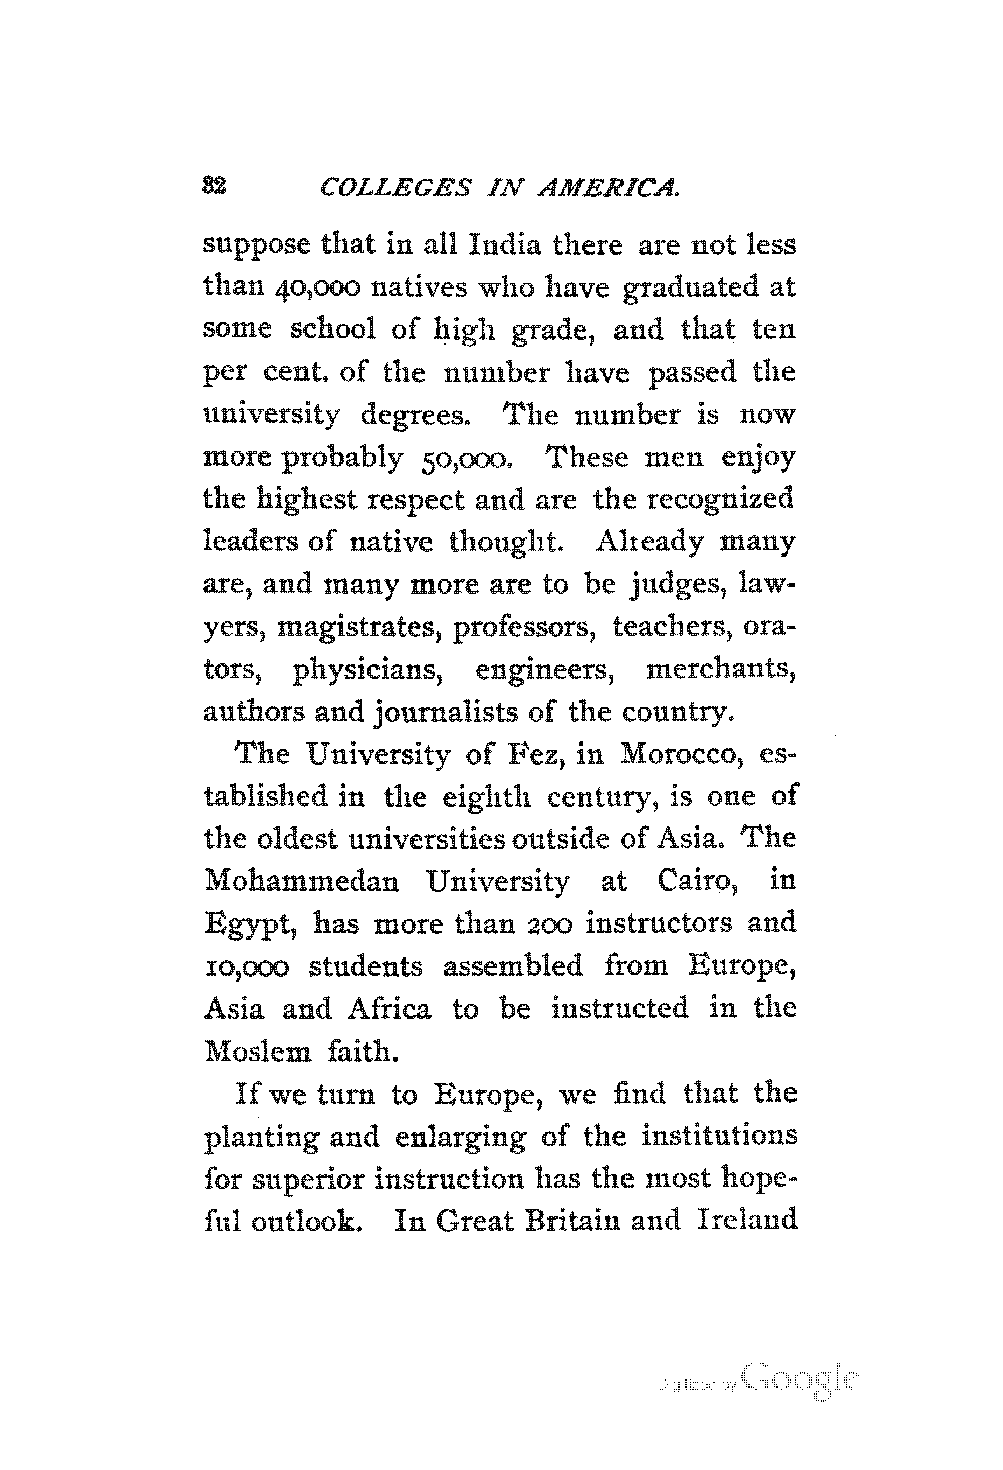 82 COLLEGES IN AMERICA.
suppose that in all India there are not less
than 40,000 natives who have graduated at
some school of high grade, and that ten
per cent. of the number have passed the
university degrees. The number is now
more probably 50,000. These men enjoy
the highest respect and are the recognized
leaders of native thought. Already many
are, and many more are to be judges, law-
yers, magistrates, professors, teachers, ora-
tors, physicians, engineers, merchants,
authors and journalists of the country.
The University of Fez, in Morocco, es-
tablished in the eighth century, is one of
the oldest universities outside of Asia. The
Mohammedan University at Cairo, in
Egypt, has more than 200 instructors and
10,000 students assembled from Europe,
Asia and Africa to be instructed in the
Moslem faith.
If we turn to Europe, we find that the
planting and enlarging of the institutions
for superior instruction has the most hope-
ful outlook. In Great Britain and Ireland
Digitized by Google